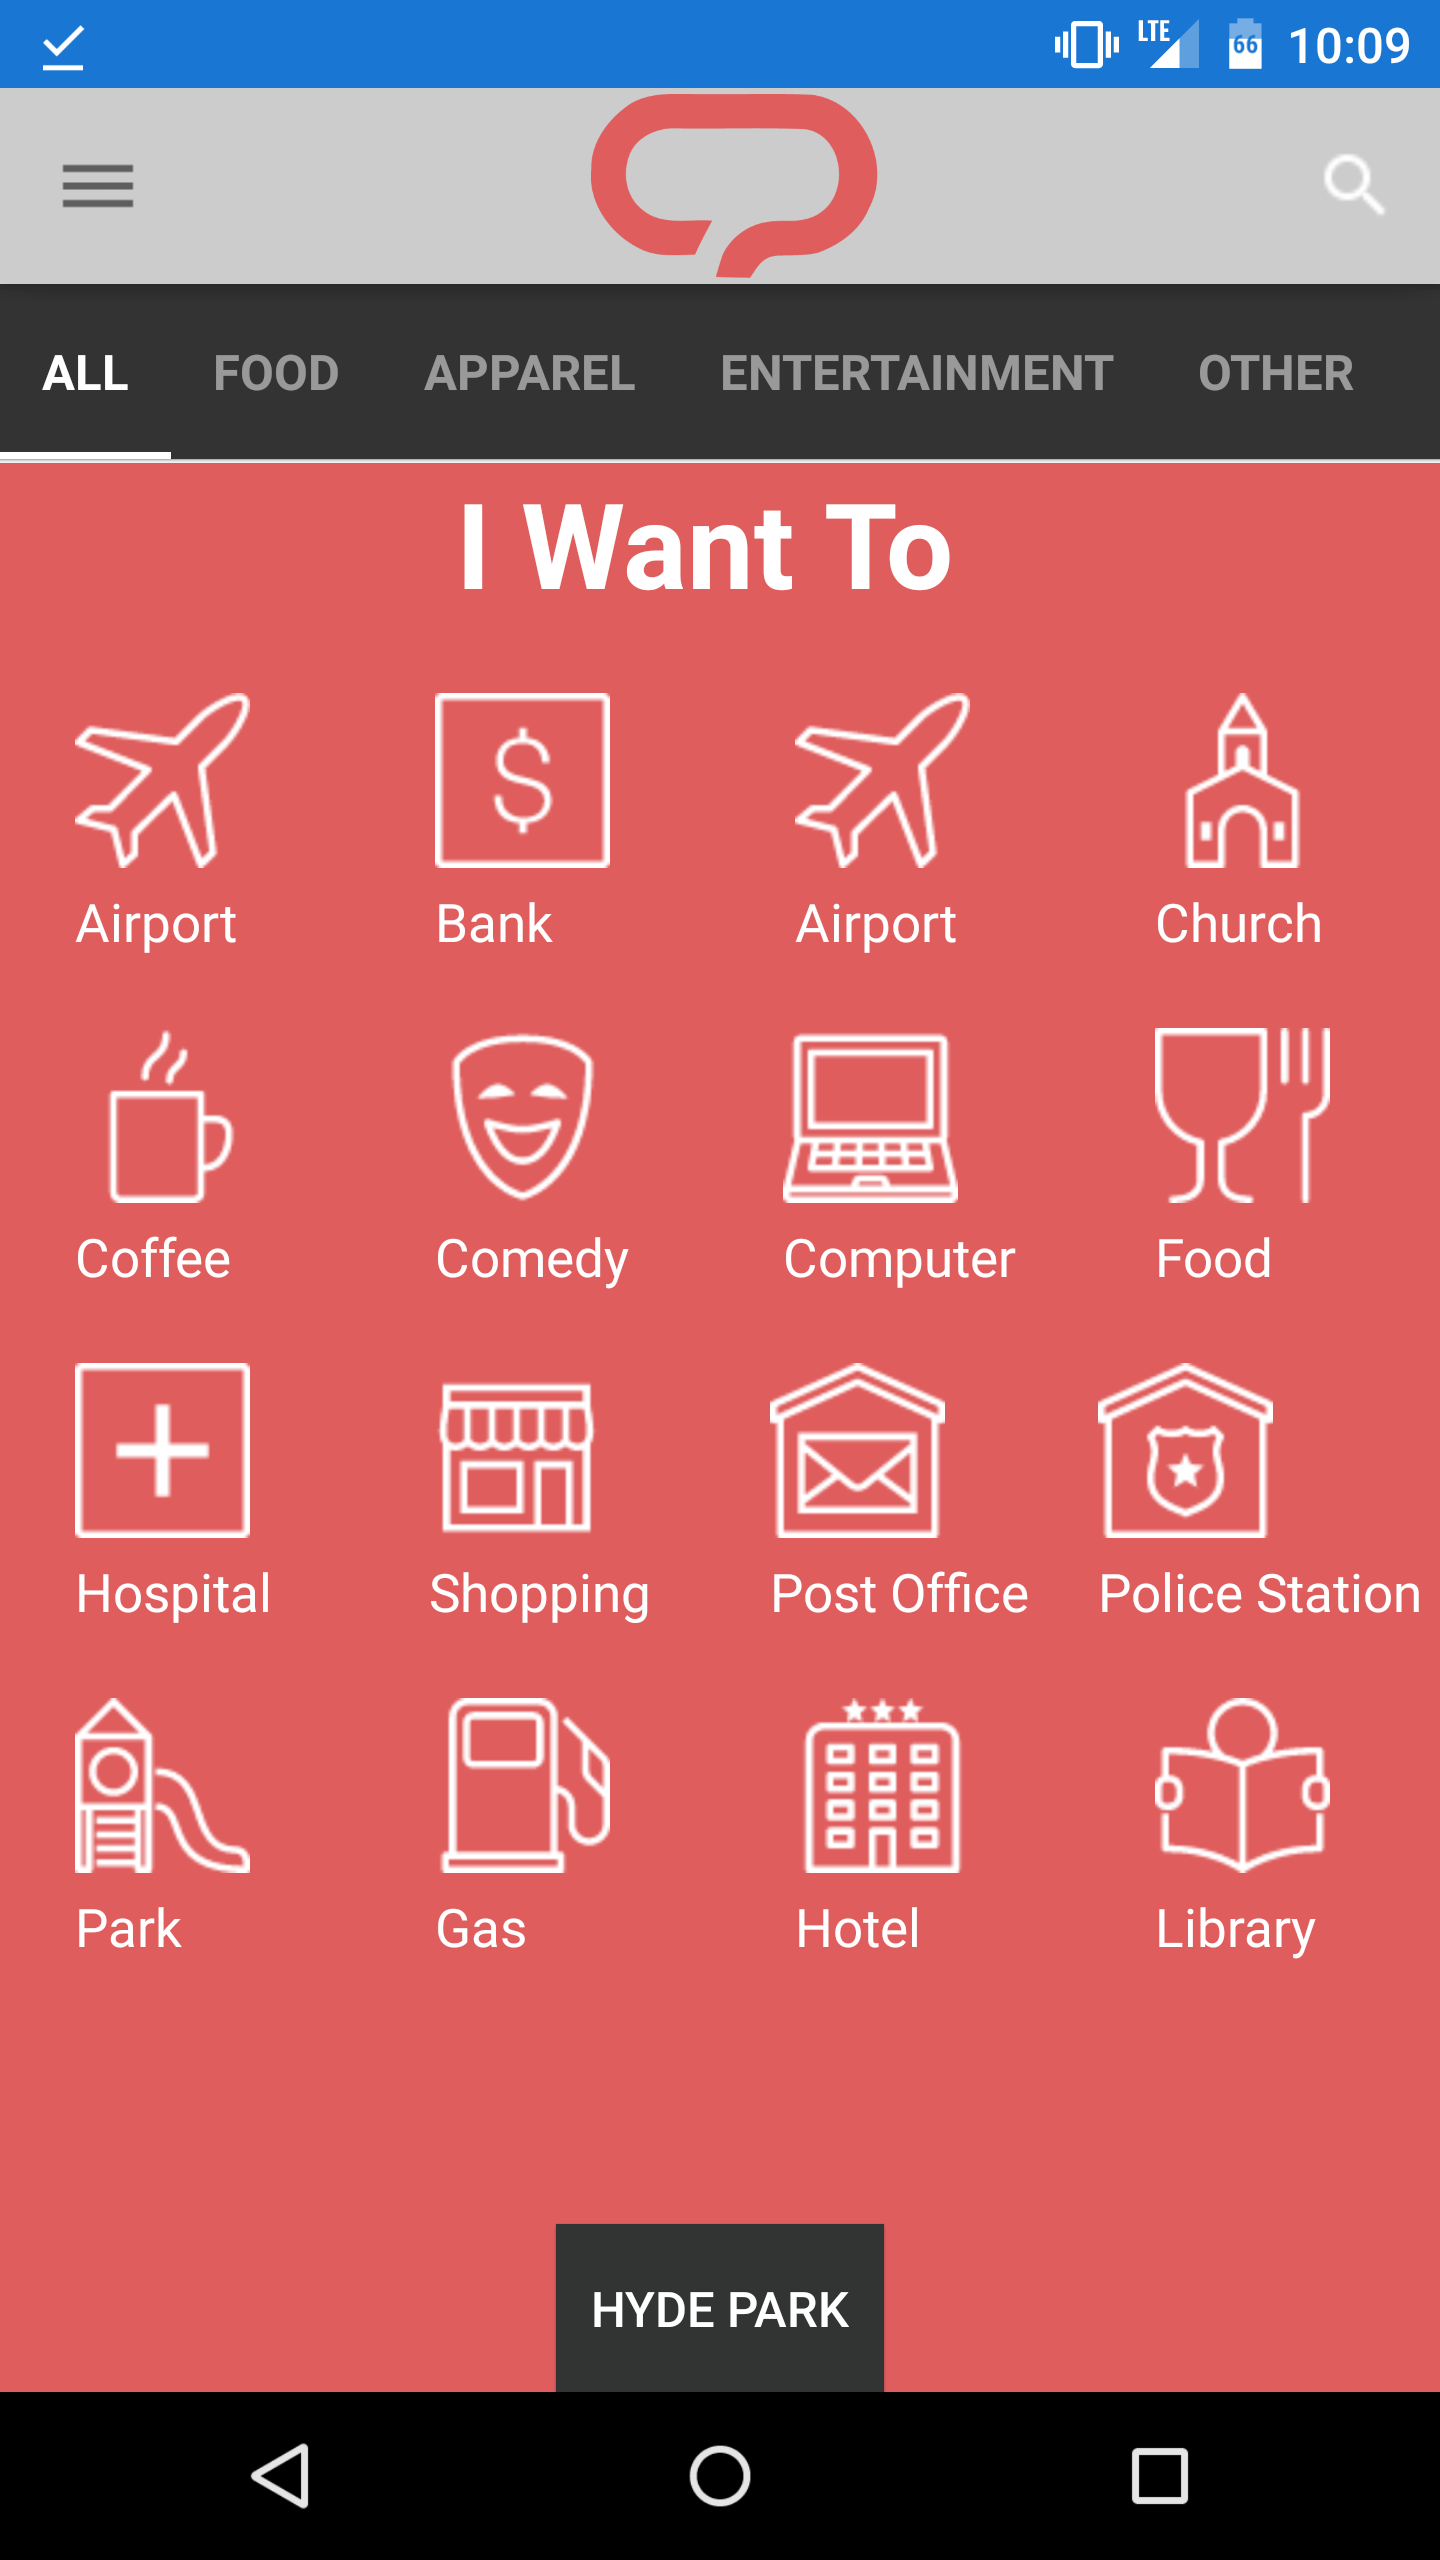 LTE 66 10:09
ALL FOOD APPAREL ENTERTAINMENT OTHER
I Want To
$
Airport Bank Airport Church
Coffee Comedy Computer Food
Hospital Shopping Post Office Police Station
Park Gas Hotel Library
HYDE PARK